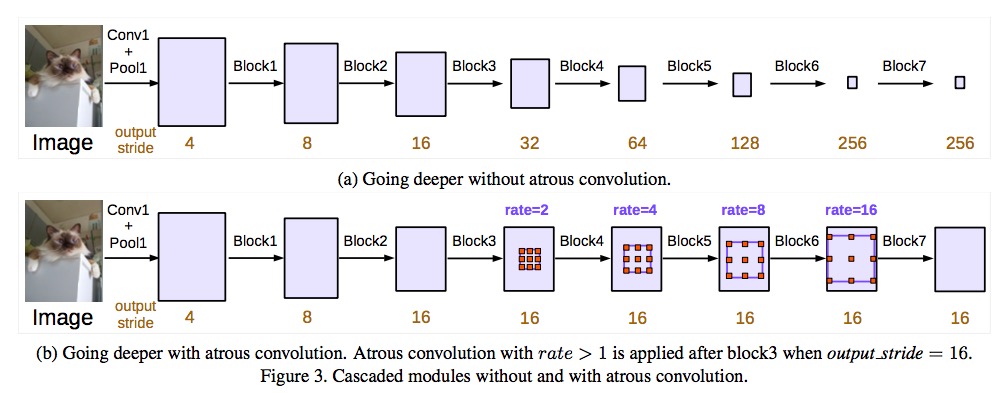 Conv1
+
Pool1
Block1 Block2 Block3 Block4 Block5 Block6 Block7
Image
output
stride
4 8 16 32 64 128 256 256
(a) Going deeper without atrous convolution.
rate=2 rate=4 rate=8 rate=16
Conv1
+
Pool1
Block1 Block2 Block3 Block4 Block5 Block6 Block7
Image
output
stride
4 8 16 16 16 16 16 16
(b) Going deeper with atrous convolution. Atrous convolution with rate > 1 is applied after block3 when output_stride = 16.
Figure 3. Cascaded modules without and with atrous convolution.